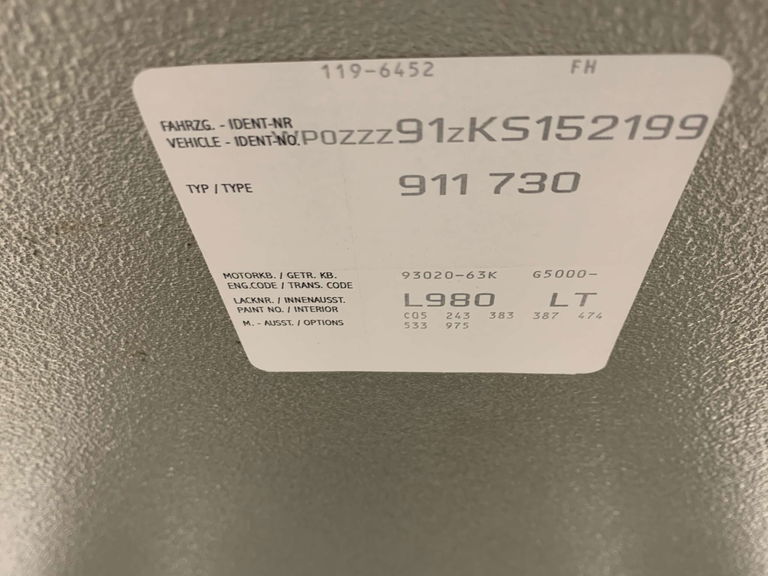 119-6452 FH
FAHRZG. - IDENT-NR
VEHICLE - IDENT-NO. WP0ZZZ91ZKS152199
TYP / TYPE 911 730
MOTORKB. / GETR. KB. 93020-63K G5000-
ENG.CODE / TRANS. CODE
LACKNR. / INNENAUSST. L980 LT
PAINT NO. / INTERIOR
M. - AUSST. / OPTIONS C05 243 383 387 474
533 975